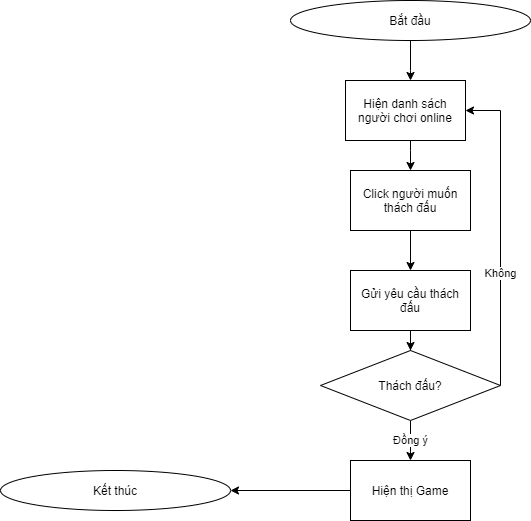 Bắt đầu
Hiện danh sách
người chơi online
Click người muốn
thách đấu
Gửi yêu cầu thách
đấu
Không
Thách đấu?
Đồng ý
Kết thúc
Hiện thị Game